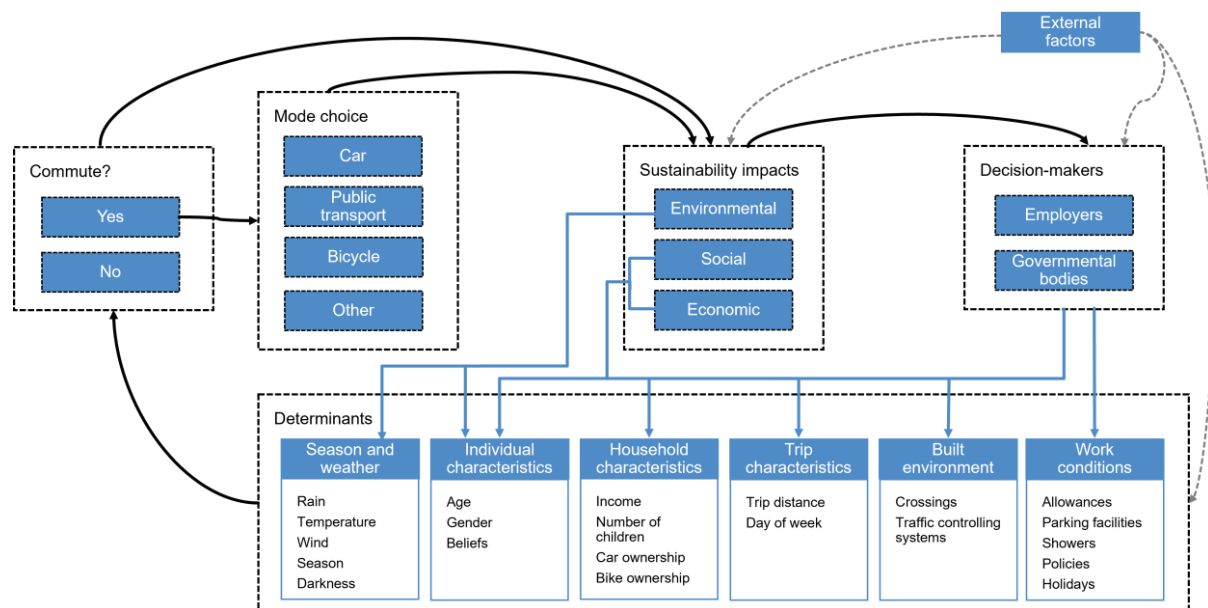 External
factors
Mode choice
Car
Public
transport
Bicycle
Other
Commute?
Yes
No
Sustainability impacts
Environmental
Social
Economic
Decision-makers
Employers
Governmental
bodies
Determinants
Season and
weather
Rain
Temperature
Wind
Season
Darkness
Individual
characteristics
Age
Gender
Beliefs
Household
characteristics
Income
Number of
children
Car ownership
Bike ownership
Trip
characteristics
Trip distance
Day of week
Built
environment
Crossings
Traffic controlling
systems
Work
conditions
Allowances
Parking facilities
Showers
Policies
Holidays